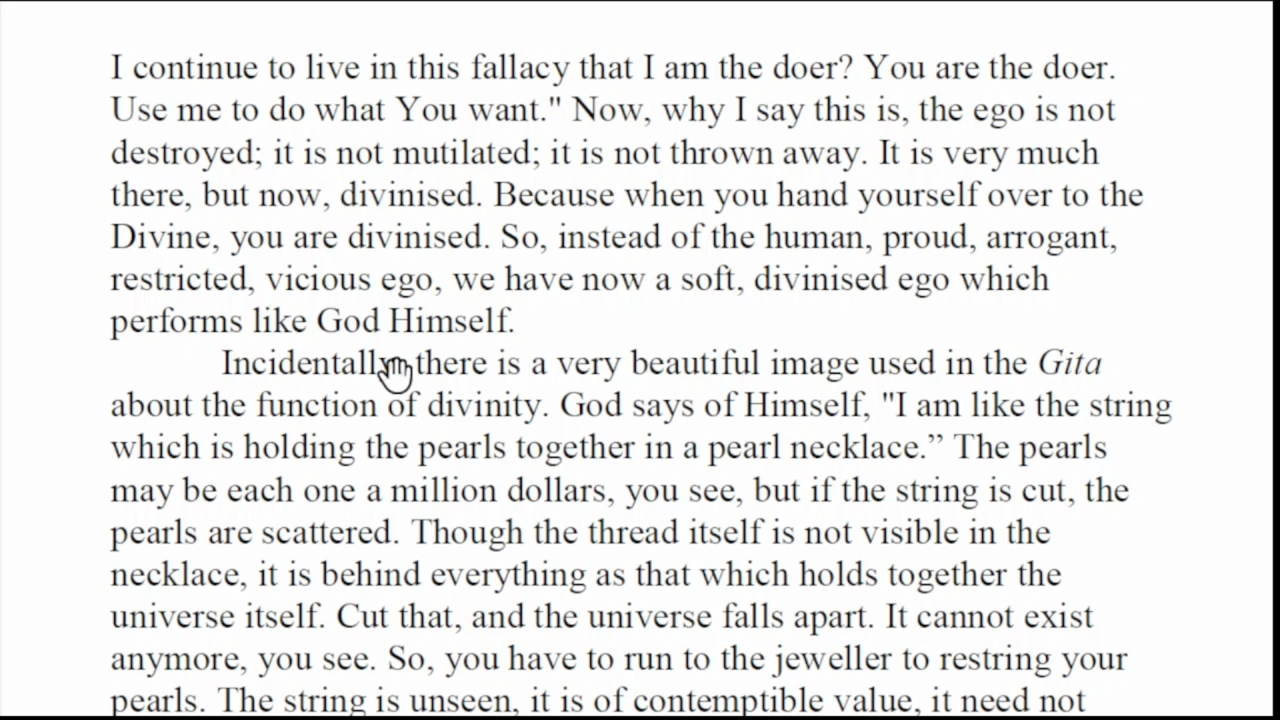 I continue to live in this fallacy that I am the doer? You are the doer.
Use me to do what You want." Now, why I say this is, the ego is not
destroyed; it is not mutilated; it is not thrown away. It is very much
there, but now, divinised. Because when you hand yourself over to the
Divine, you are divinised. So, instead of the human, proud, arrogant,
restricted, vicious ego, we have now a soft, divinised ego which
performs like God Himself.
Incidentally there is a very beautiful image used in the Gita
about the function of divinity. God says of Himself, "I am like the string
which is holding the pearls together in a pearl necklace.” The pearls
may be each one a million dollars, you see, but if the string is cut, the
pearls are scattered. Though the thread itself is not visible in the
necklace, it is behind everything as that which holds together the
universe itself. Cut that, and the universe falls apart. It cannot exist
anymore, you see. So, you have to run to the jeweller to restring your
pearls. The string is unseen, it is of contemptible value, it need not